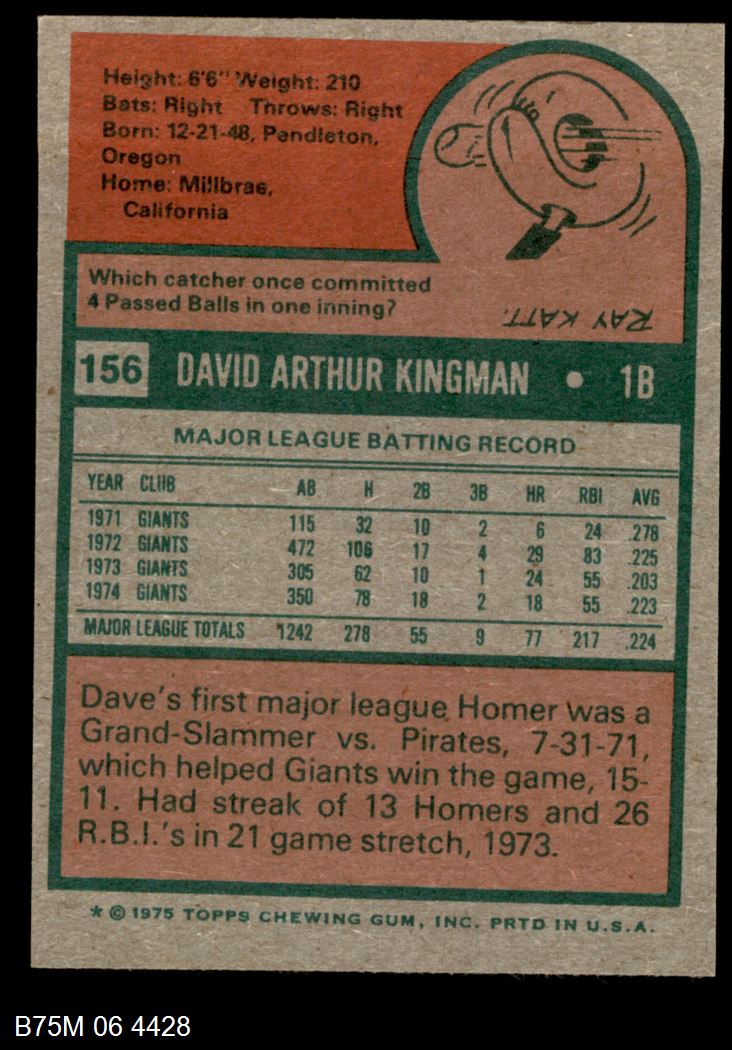 Height: 6'6" Weight: 210
Bats: Right Throws: Right
Born: 12-21-48, Pendleton,
Oregon
Home: Millbrae,
California
Which catcher once committed
4 Passed Balls in one inning?
RAY KATT.
156 DAVID ARTHUR KINGMAN • 1B
MAJOR LEAGUE BATTING RECORD
YEAR CLUB AB H 2B 3B HR RBI AVG
1971 GIANTS 115 32 10 2 6 24 .278
1972 GIANTS 472 106 17 4 29 83 .225
1973 GIANTS 305 62 10 1 24 55 .203
1974 GIANTS 350 78 18 2 18 55 .223
MAJOR LEAGUE TOTALS 1242 278 55 9 77 217 .224
Dave's first major league Homer was a
Grand-Slammer vs. Pirates, 7-31-71,
which helped Giants win the game, 15-
11. Had streak of 13 Homers and 26
R.B.I.'s in 21 game stretch, 1973.
* © 1975 TOPPS CHEWING GUM, INC. PRTD IN U.S.A.
B75M 06 4428